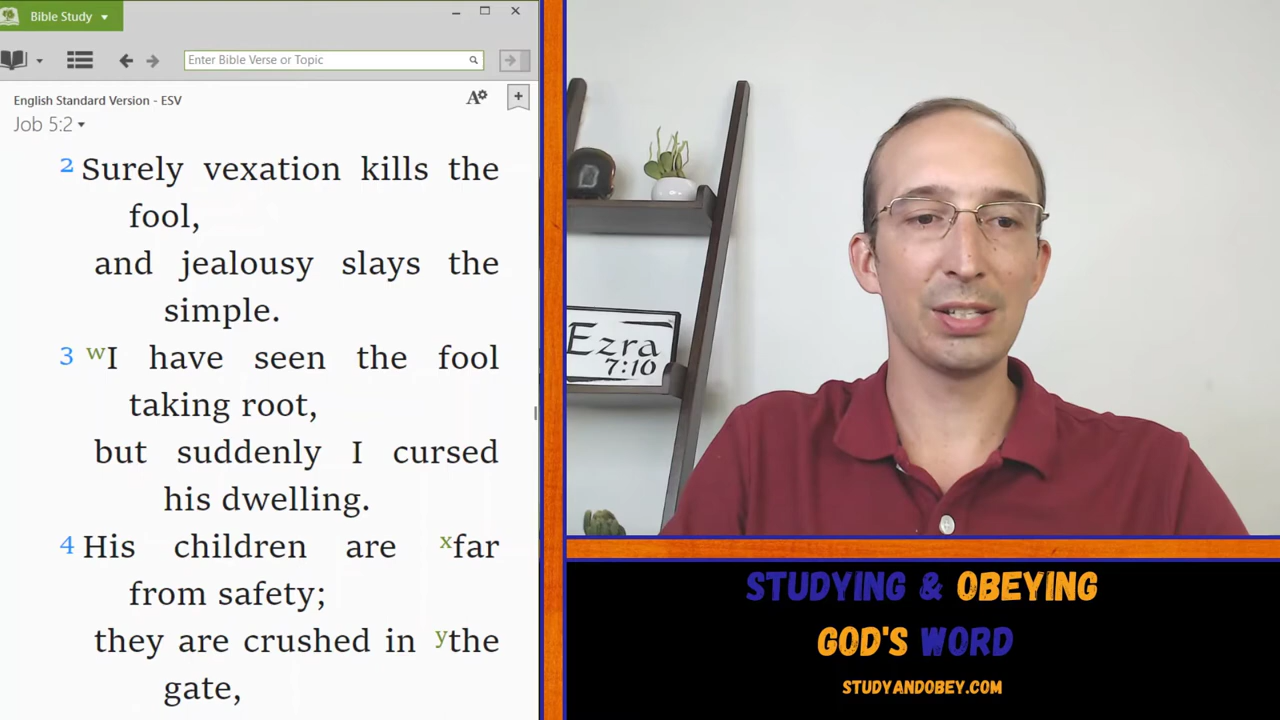 Bible Study
Enter Bible Verse or Topic
English Standard Version - ESV
Job 5:2
2 Surely vexation kills the
fool,
and jealousy slays the
simple.
3 wI have seen the fool
taking root,
but suddenly I cursed
his dwelling.
4 His children are xfar
from safety;
they are crushed in ythe
gate,
Ezra
7:10
STUDYING & OBEYING
GOD'S WORD
STUDYANDOBEY.COM